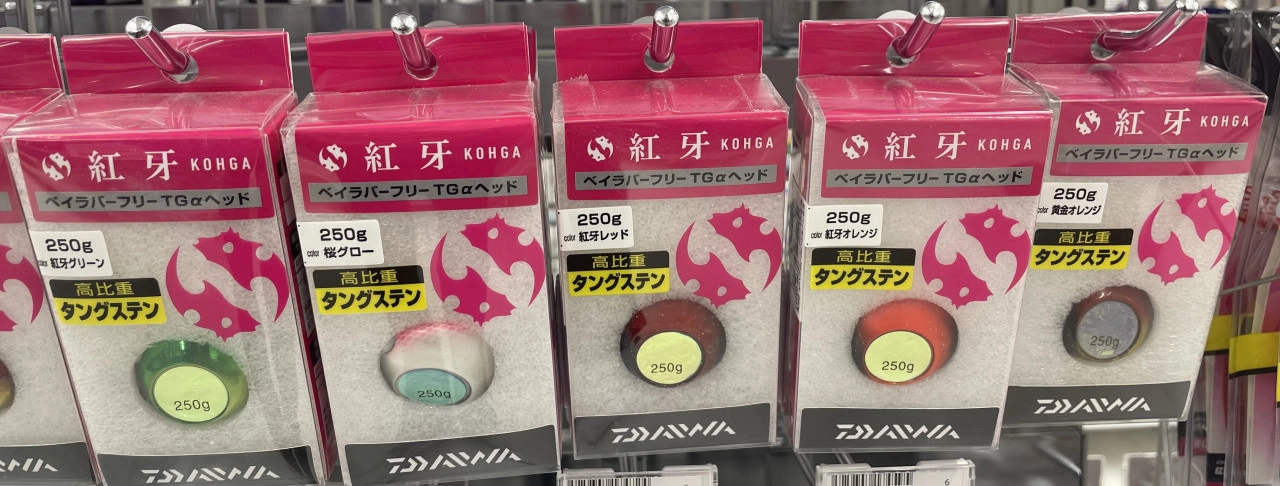 紅牙 KOHGA
ベイラバーフリーTGαヘッド
250g
color 紅牙グリーン
高比重
タングステン
250g
DAIWA
紅牙 KOHGA
ベイラバーフリーTGαヘッド
250g
color 桜グロー
高比重
タングステン
250g
DAIWA
紅牙 KOHGA
ベイラバーフリーTGαヘッド
250g
color 紅牙レッド
高比重
タングステン
250g
DAIWA
紅牙 KOHGA
ベイラバーフリーTGαヘッド
250g
color 紅牙オレンジ
高比重
タングステン
250g
DAIWA
紅牙 KOHGA
ベイラバーフリーTGαヘッド
250g
color 黄金オレンジ
高比重
タングステン
250g
DAIWA
6